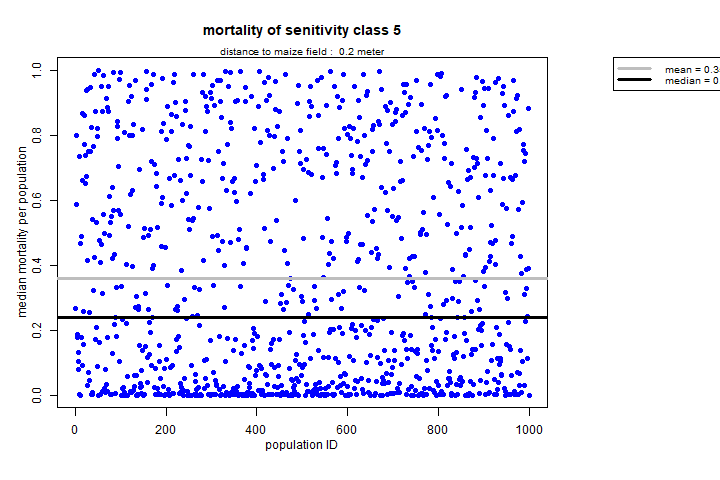 mortality of senitivity class 5
distance to maize field : 0.2 meter
mean = 0.3
median = 0
median mortality per population
1.0
0.8
0.6
0.4
0.2
0.0
0
200
400
600
800
1000
population ID